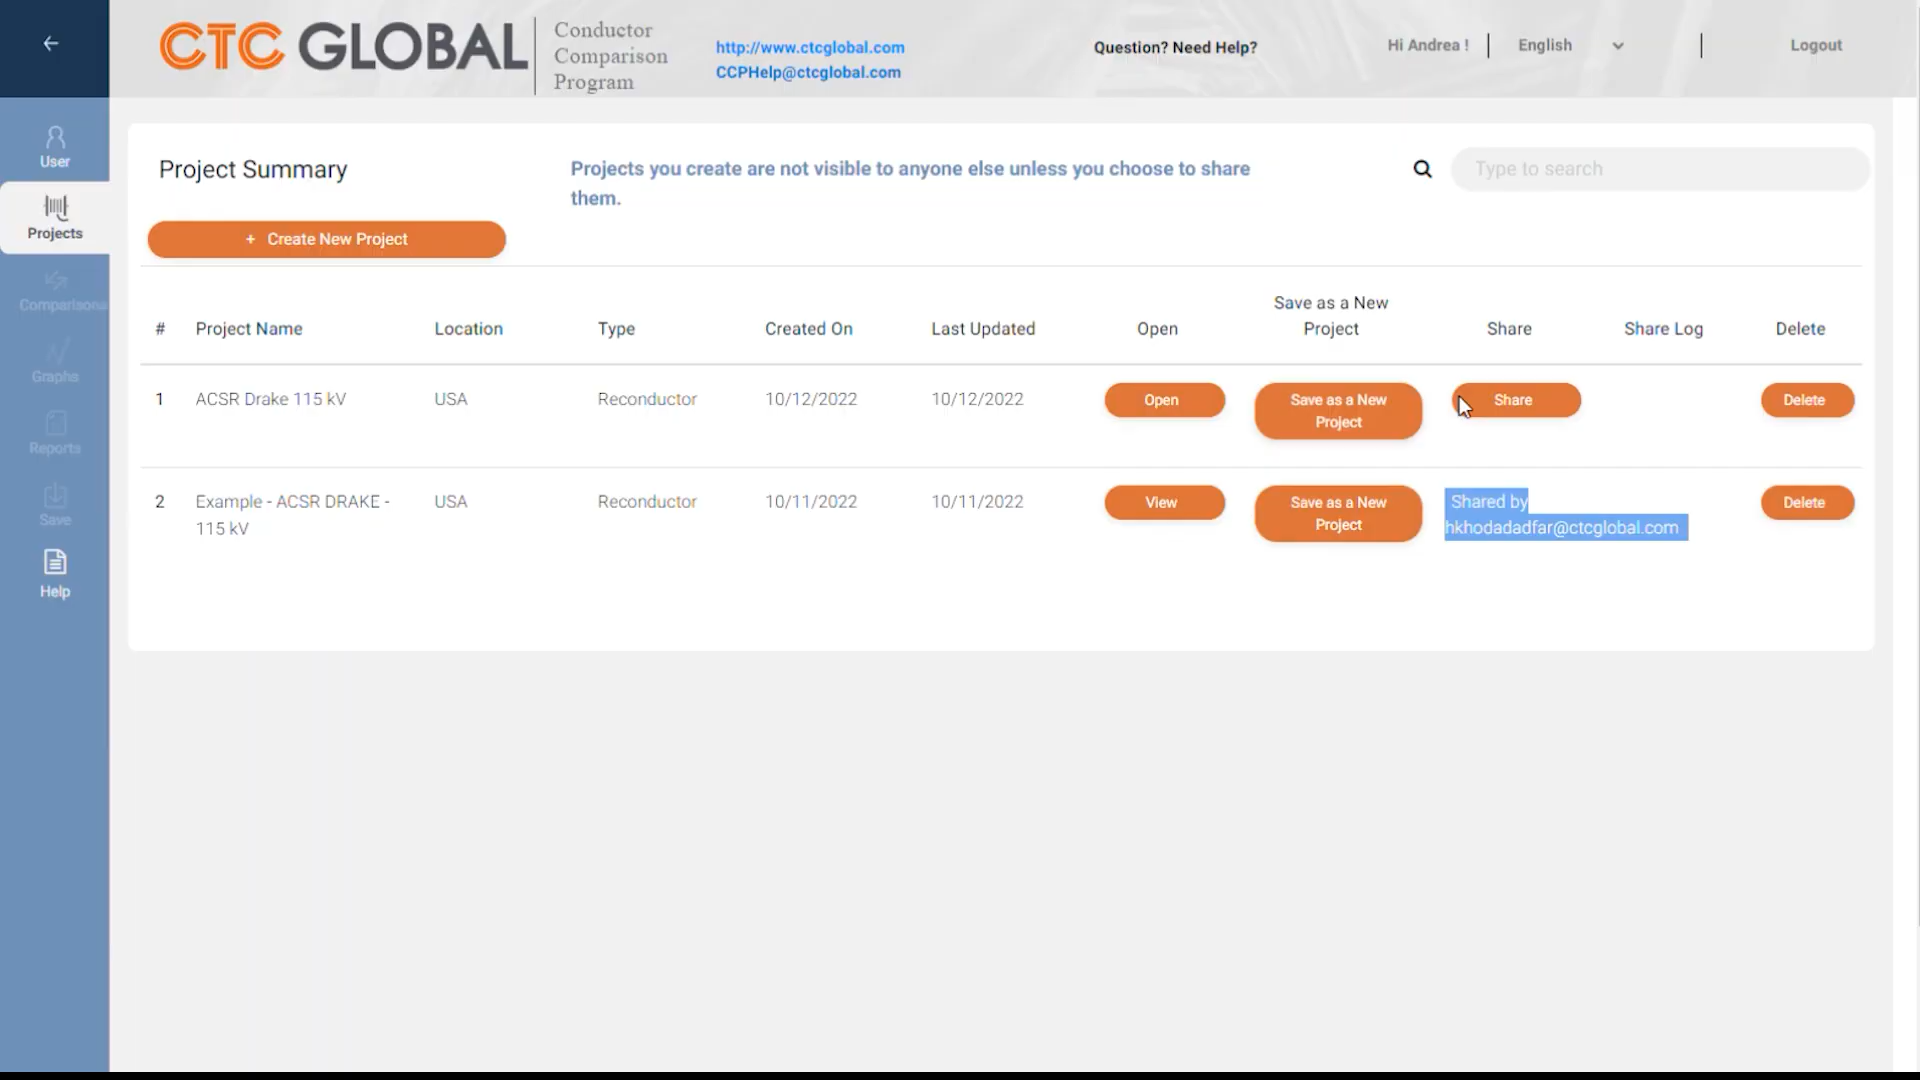 CTC GLOBAL
Conductor
Comparison
Program
http://www.ctcglobal.com
CCPHelp@ctcglobal.com
Question? Need Help?
Hi Andrea !
English
Logout
User
Projects
Comparisons
Graphs
Reports
Save
Help
Project Summary
Projects you create are not visible to anyone else unless you choose to share
them.
Type to search
+ Create New Project
# Project Name Location Type Created On Last Updated Open Save as a New Project Share Share Log Delete
1 ACSR Drake 115 kV USA Reconductor 10/12/2022 10/12/2022 Open Save as a New Project Share Delete
2 Example - ACSR DRAKE - 115 kV USA Reconductor 10/11/2022 10/11/2022 View Save as a New Project Shared by hkhodadadfar@ctcglobal.com Delete